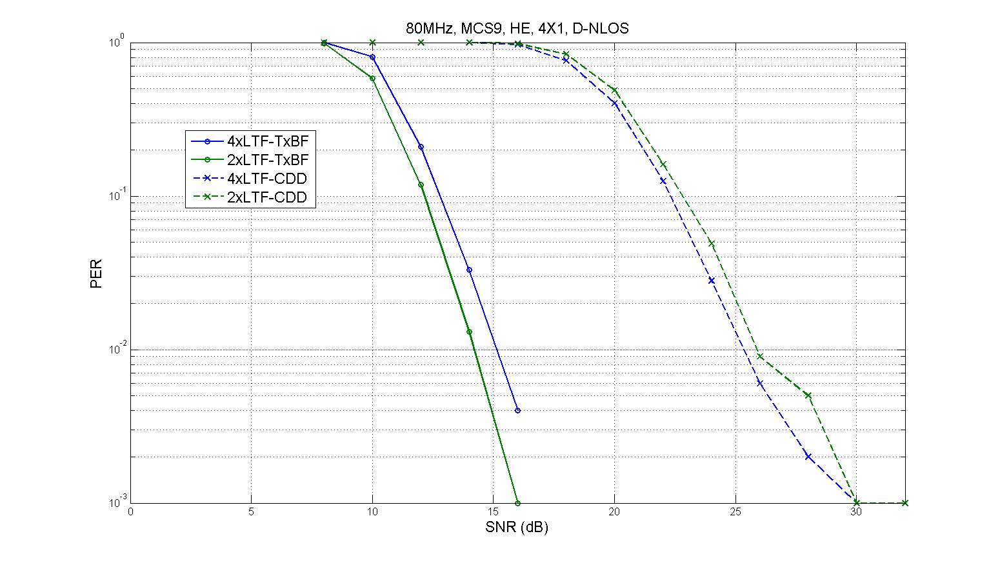 80MHz, MCS9, HE, 4X1, D-NLOS
10^0
4xLTF-TxBF
2xLTF-TxBF
4xLTF-CDD
2xLTF-CDD
10^-1
PER
10^-2
10^-3
0 5 10 15 20 25 30
SNR (dB)